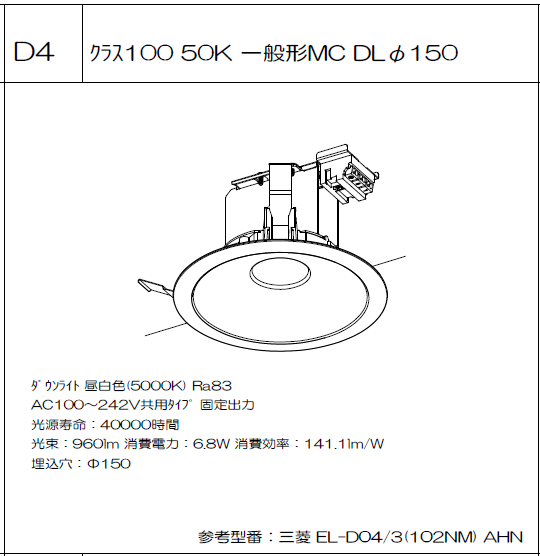 D4
ｸﾗｽ100 50K 一般形MC DLφ150
ﾀﾞｳﾝﾗｲﾄ 昼白色(5000K) Ra83
AC100～242V共用ﾀｲﾌﾟ 固定出力
光源寿命：40000時間
光束：960lm 消費電力：6.8W 消費効率：141.1lm/W
埋込穴：Φ150
参考型番：三菱 EL-D04/3(102NM) AHN